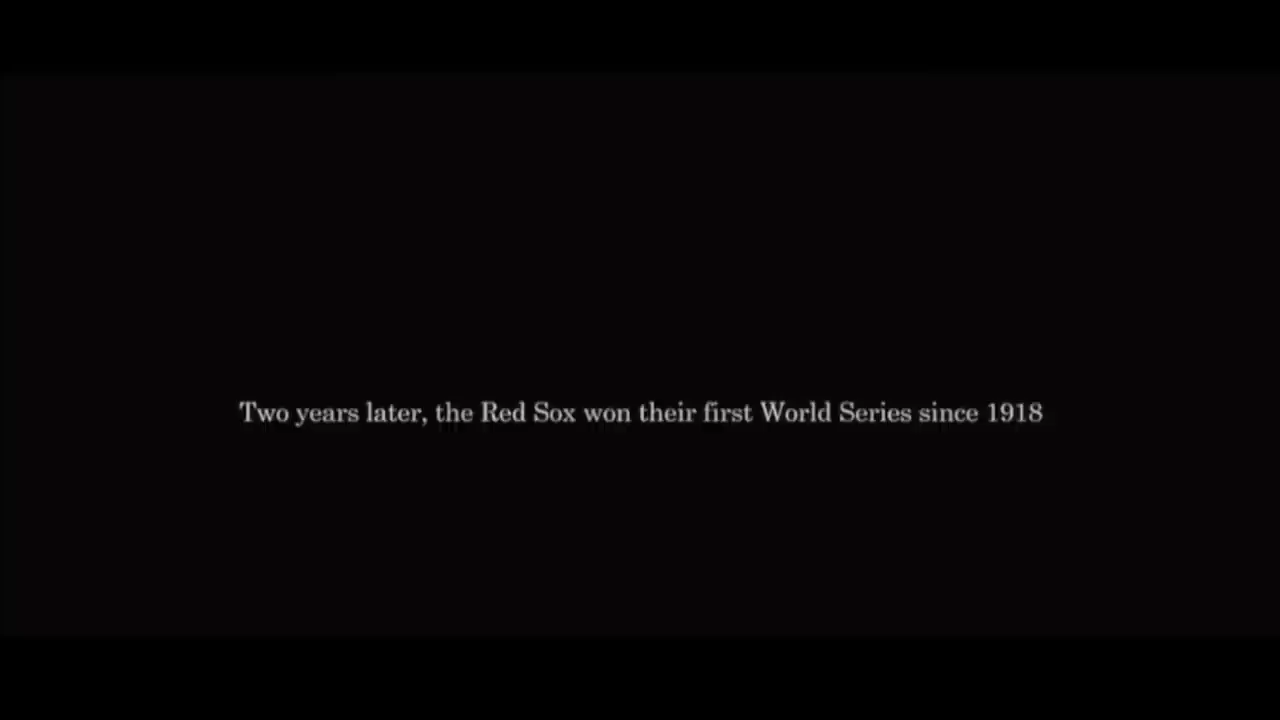 Two years later, the Red Sox won their first World Series since 1918